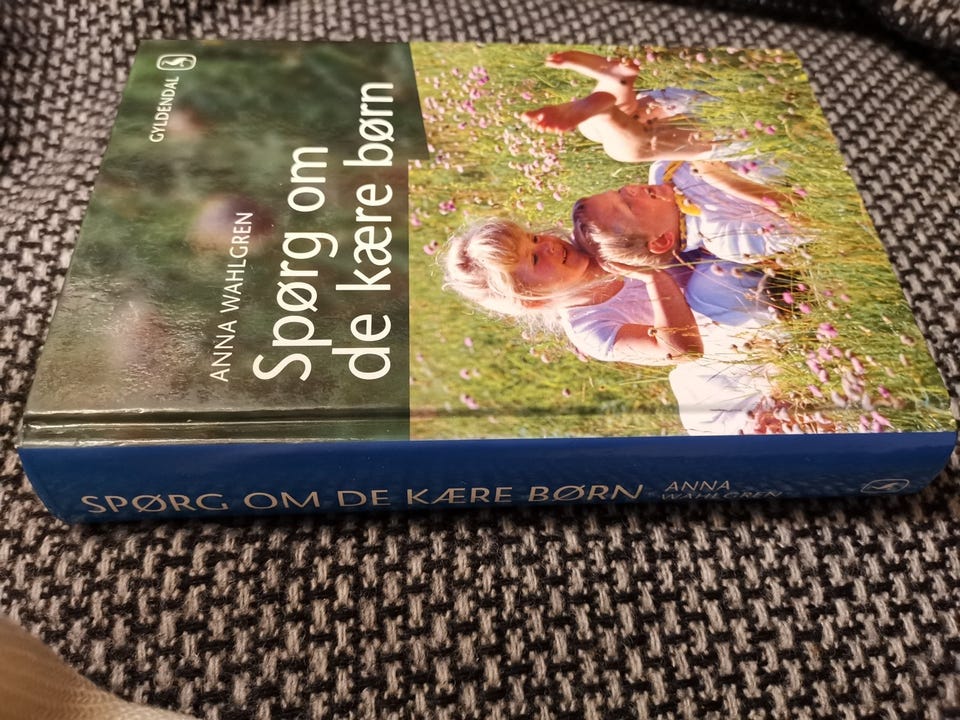 GYLDENDAL
ANNA WAHLGREN
Spørg om
de kære børn
SPØRG OM DE KÆRE BØRN
ANNA
WAHLGREN